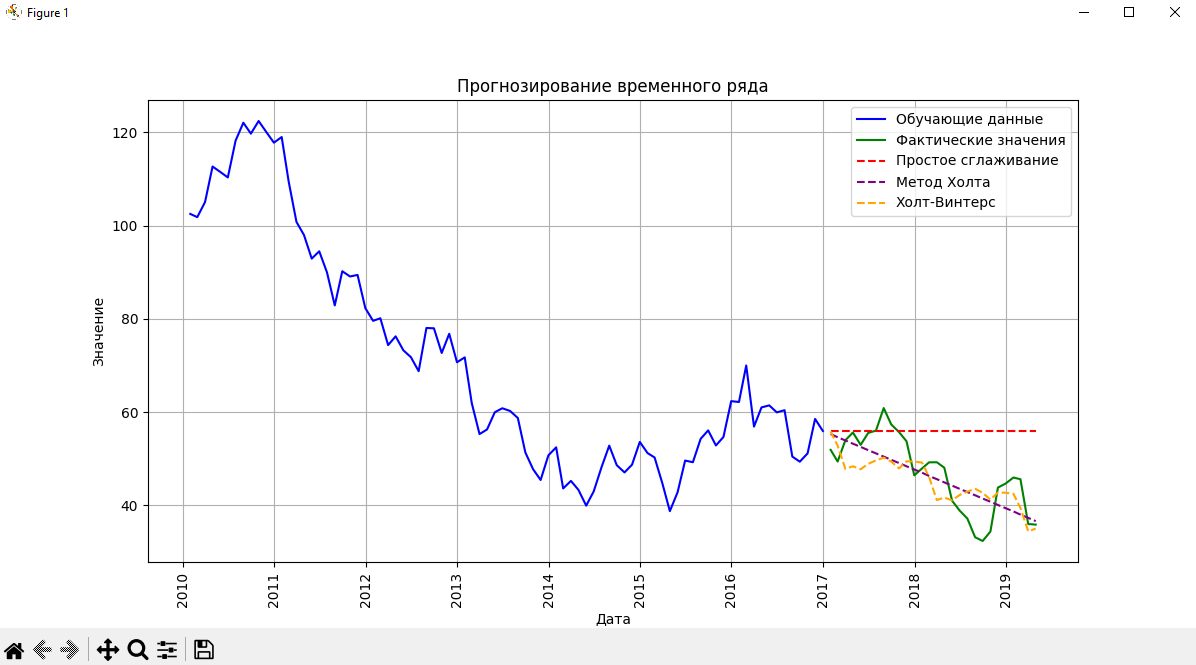 Figure 1
Прогнозирование временного ряда
Обучающие данные
Фактические значения
Простое сглаживание
Метод Холта
Холт-Винтерс
120
100
80
60
40
Значение
2010
2011
2012
2013
2014
2015
2016
2017
2018
2019
Дата